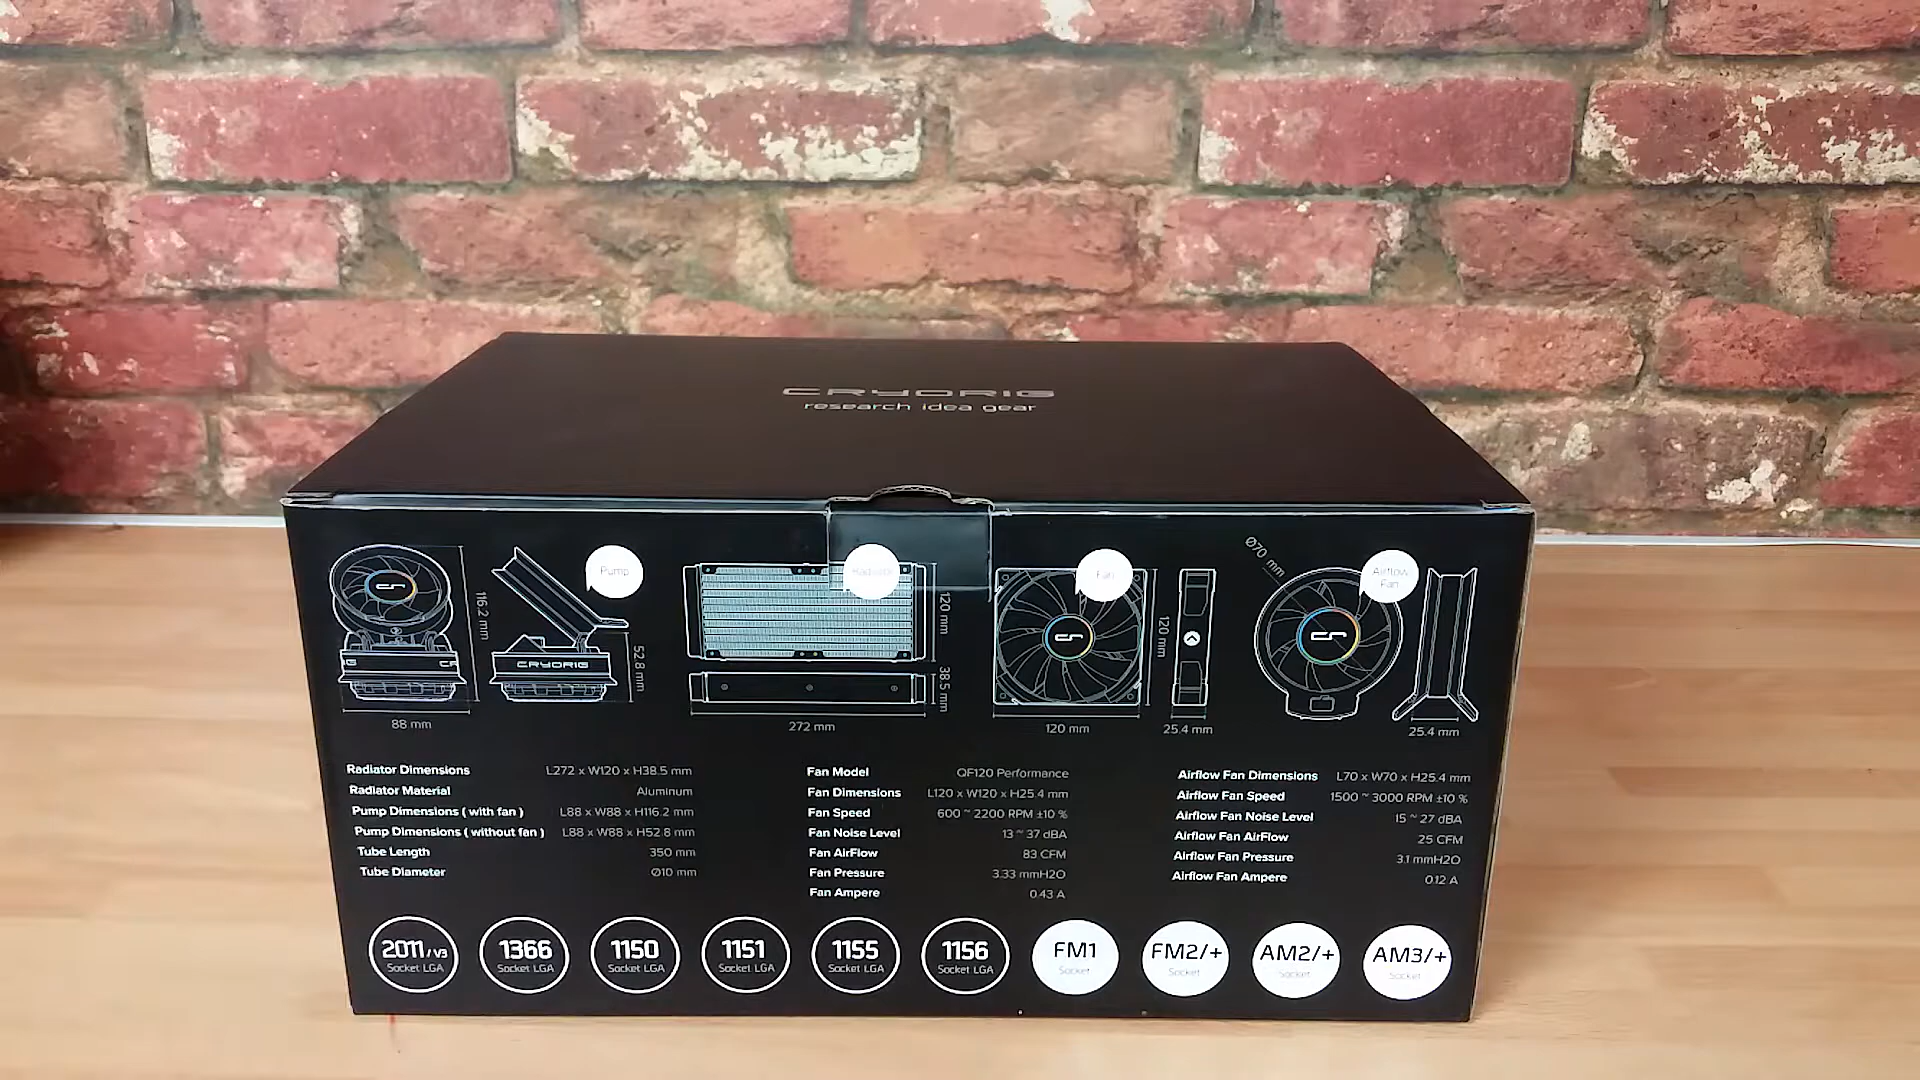 CRYORIG
research idea gear
Pump
Radiator
Fan
Airflow
Fan
Ø70 mm
116.2 mm
52.8 mm
120 mm
38.5 mm
120 mm
CRYORIG
88 mm
272 mm
120 mm
25.4 mm
25.4 mm
Radiator Dimensions L272 x W120 x H38.5 mm
Radiator Material Aluminum
Pump Dimensions ( with fan ) L88 x W88 x H116.2 mm
Pump Dimensions ( without fan ) L88 x W88 x H52.8 mm
Tube Length 350 mm
Tube Diameter Ø10 mm
Fan Model QF120 Performance
Fan Dimensions L120 x W120 x H25.4 mm
Fan Speed 600 ~ 2200 RPM ±10 %
Fan Noise Level 13 ~ 37 dBA
Fan AirFlow 83 CFM
Fan Pressure 3.33 mmH2O
Fan Ampere 0.43 A
Airflow Fan Dimensions L70 x W70 x H25.4 mm
Airflow Fan Speed 1500 ~ 3000 RPM ±10 %
Airflow Fan Noise Level 15 ~ 27 dBA
Airflow Fan AirFlow 25 CFM
Airflow Fan Pressure 3.1 mmH2O
Airflow Fan Ampere 0.12 A
2011 / V3
Socket LGA
1366
Socket LGA
1150
Socket LGA
1151
Socket LGA
1155
Socket LGA
1156
Socket LGA
FM1
Socket
FM2/+
Socket
AM2/+
Socket
AM3/+
Socket